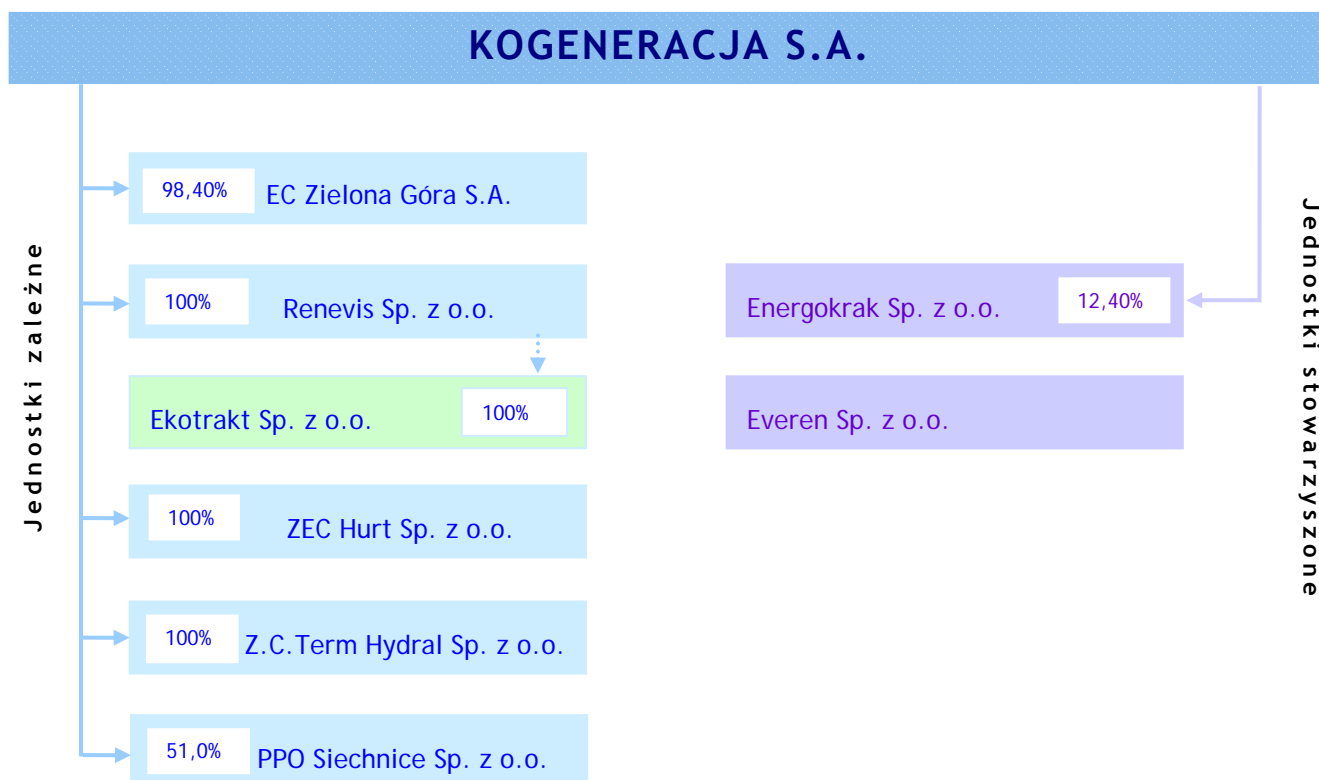 KOGENERACJA S.A.
Jednostki zależne
98,40% EC Zielona Góra S.A.
100% Renevis Sp. z o.o.
Ekotrakt Sp. z o.o. 100%
100% ZEC Hurt Sp. z o.o.
100% Z.C.Term Hydral Sp. z o.o.
51,0% PPO Siechnice Sp. z o.o.
Energokrak Sp. z o.o. 12,40%
Everen Sp. z o.o.
Jednostki stowarzyszone